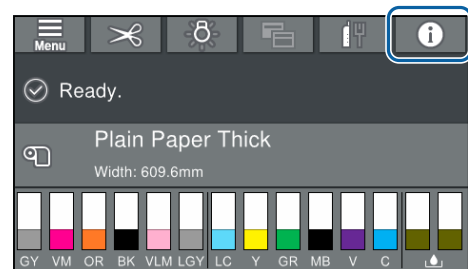 Menu
Ready.
Plain Paper Thick
Width: 609.6mm
GY VM OR BK VLM LGY LC Y GR MB V C